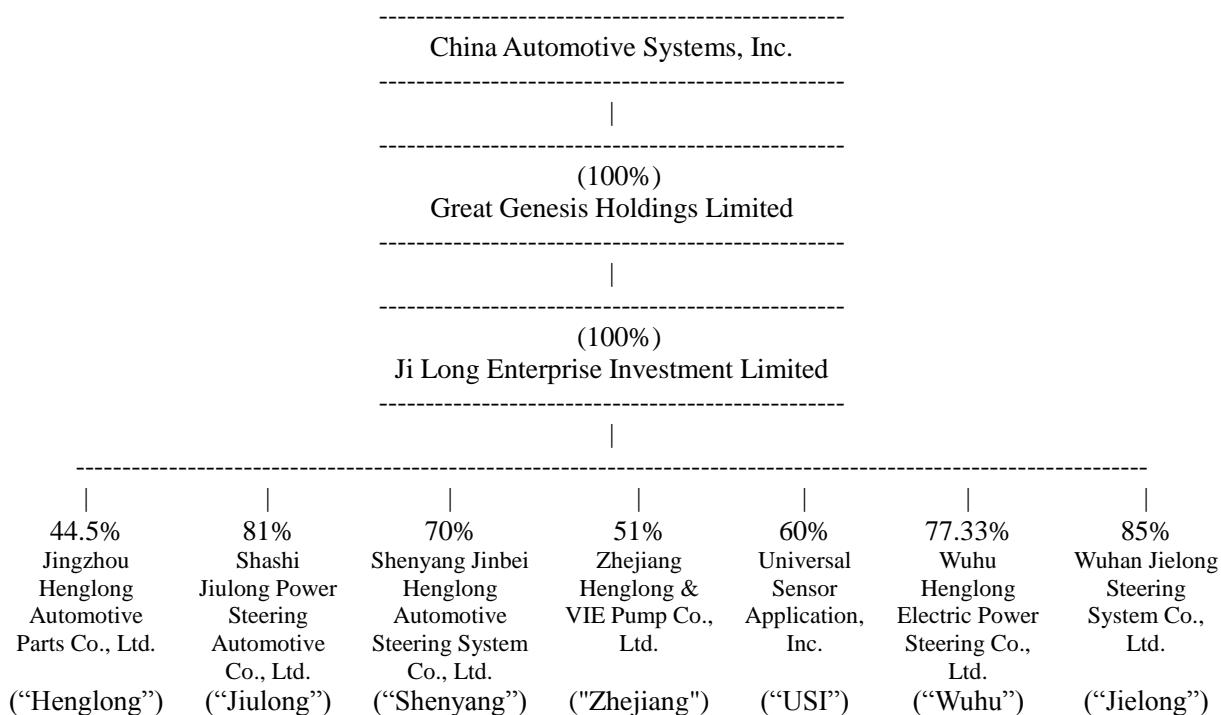 China Automotive Systems, Inc.
(100%)
Great Genesis Holdings Limited
(100%)
Ji Long Enterprise Investment Limited
44.5%
Jingzhou
Henglong
Automotive
Parts Co., Ltd.
(“Henglong”)
81%
Shashi
Jiulong Power
Steering
Automotive
Co., Ltd.
(“Jiulong”)
70%
Shenyang Jinbei
Henglong
Automotive
Steering System
Co., Ltd.
(“Shenyang”)
51%
Zhejiang
Henglong &
VIE Pump Co.,
Ltd.
("Zhejiang")
60%
Universal
Sensor
Application,
Inc.
(“USI”)
77.33%
Wuhu
Henglong
Electric Power
Steering Co.,
Ltd.
(“Wuhu”)
85%
Wuhan Jielong
Steering
System Co.,
Ltd.
(“Jielong”)